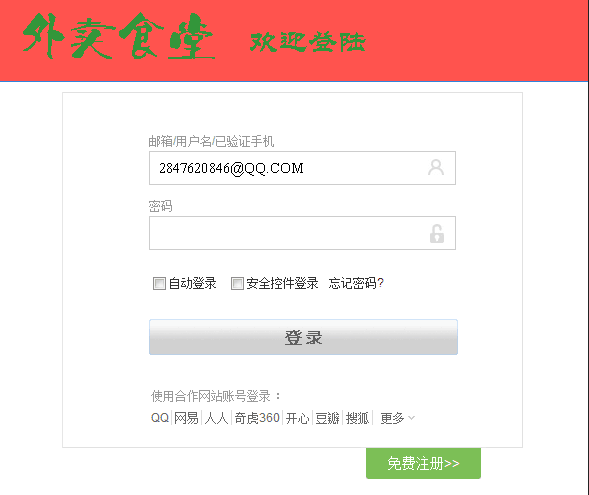 外卖食堂 欢迎登陆
邮箱/用户名/已验证手机
2847620846@QQ.COM
密码
自动登录 安全控件登录 忘记密码?
登录
使用合作网站账号登录：
QQ 网易 人人 奇虎360 开心 豆瓣 搜狐 更多
免费注册>>